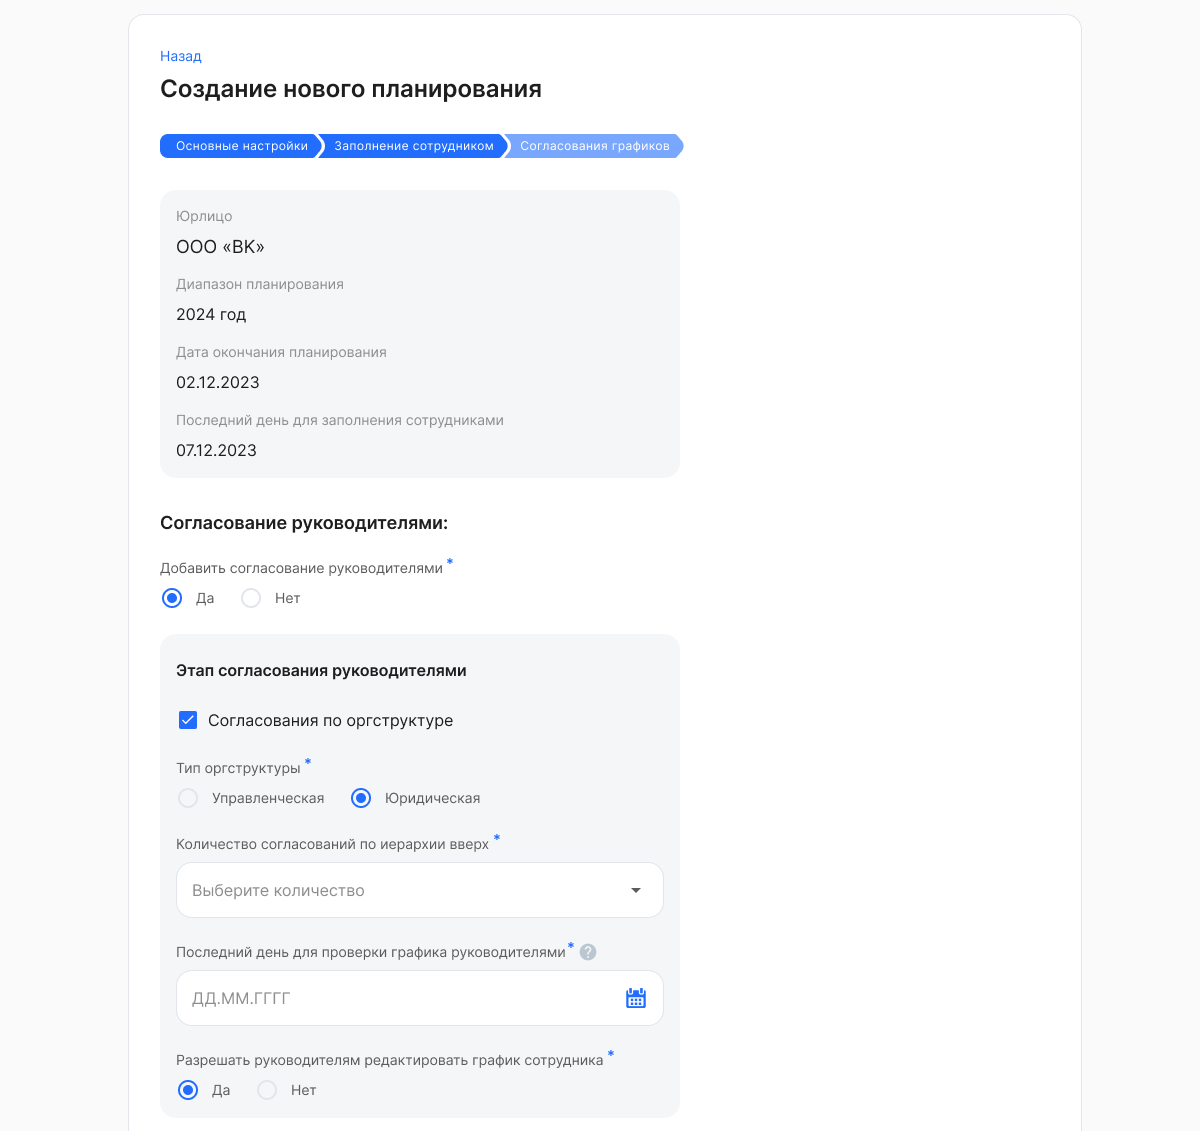 Назад
Создание нового планирования
Основные настройки
Заполнение сотрудником
Согласования графиков
Юрлицо
ООО «ВК»
Диапазон планирования
2024 год
Дата окончания планирования
02.12.2023
Последний день для заполнения сотрудниками
07.12.2023
Согласование руководителями:
Добавить согласование руководителями *
Да Нет
Этап согласования руководителями
Согласования по оргструктуре
Тип оргструктуры *
Управленческая Юридическая
Количество согласований по иерархии вверх *
Выберите количество
Последний день для проверки графика руководителями * ?
ДД.ММ.ГГГГ
Разрешать руководителям редактировать график сотрудника *
Да Нет